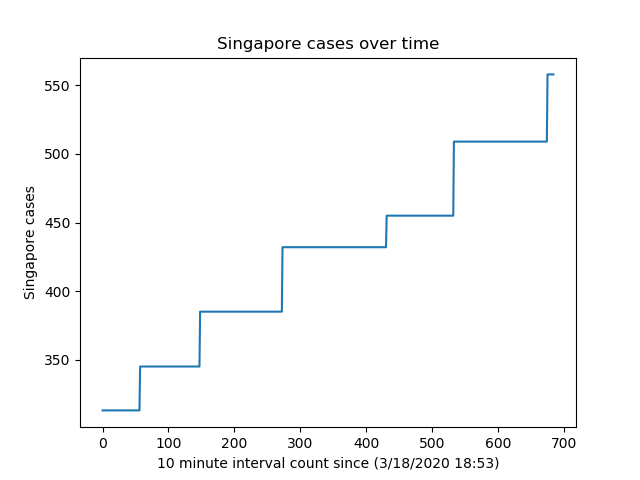 Singapore cases over time
550
500
450
400
350
Singapore cases
0 100 200 300 400 500 600 700
10 minute interval count since (3/18/2020 18:53)